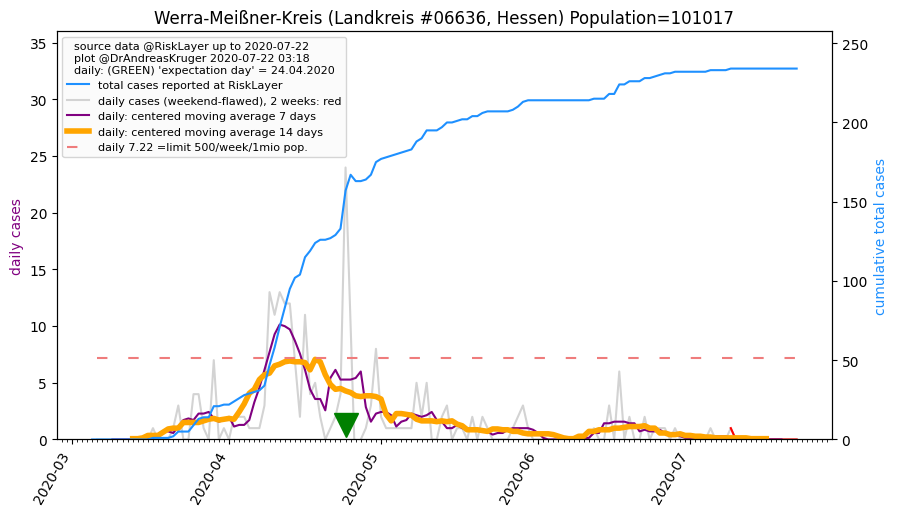 Werra-Meißner-Kreis (Landkreis #06636, Hessen) Population=101017
source data @RiskLayer up to 2020-07-22
plot @DrAndreasKruger 2020-07-22 03:18
daily: (GREEN) 'expectation day' = 24.04.2020
total cases reported at RiskLayer
daily cases (weekend-flawed), 2 weeks: red
daily: centered moving average 7 days
daily: centered moving average 14 days
daily 7.22 =limit 500/week/1mio pop.
daily cases
35
30
25
20
15
10
5
0
cumulative total cases
250
200
150
100
50
0
2020-03
2020-04
2020-05
2020-06
2020-07